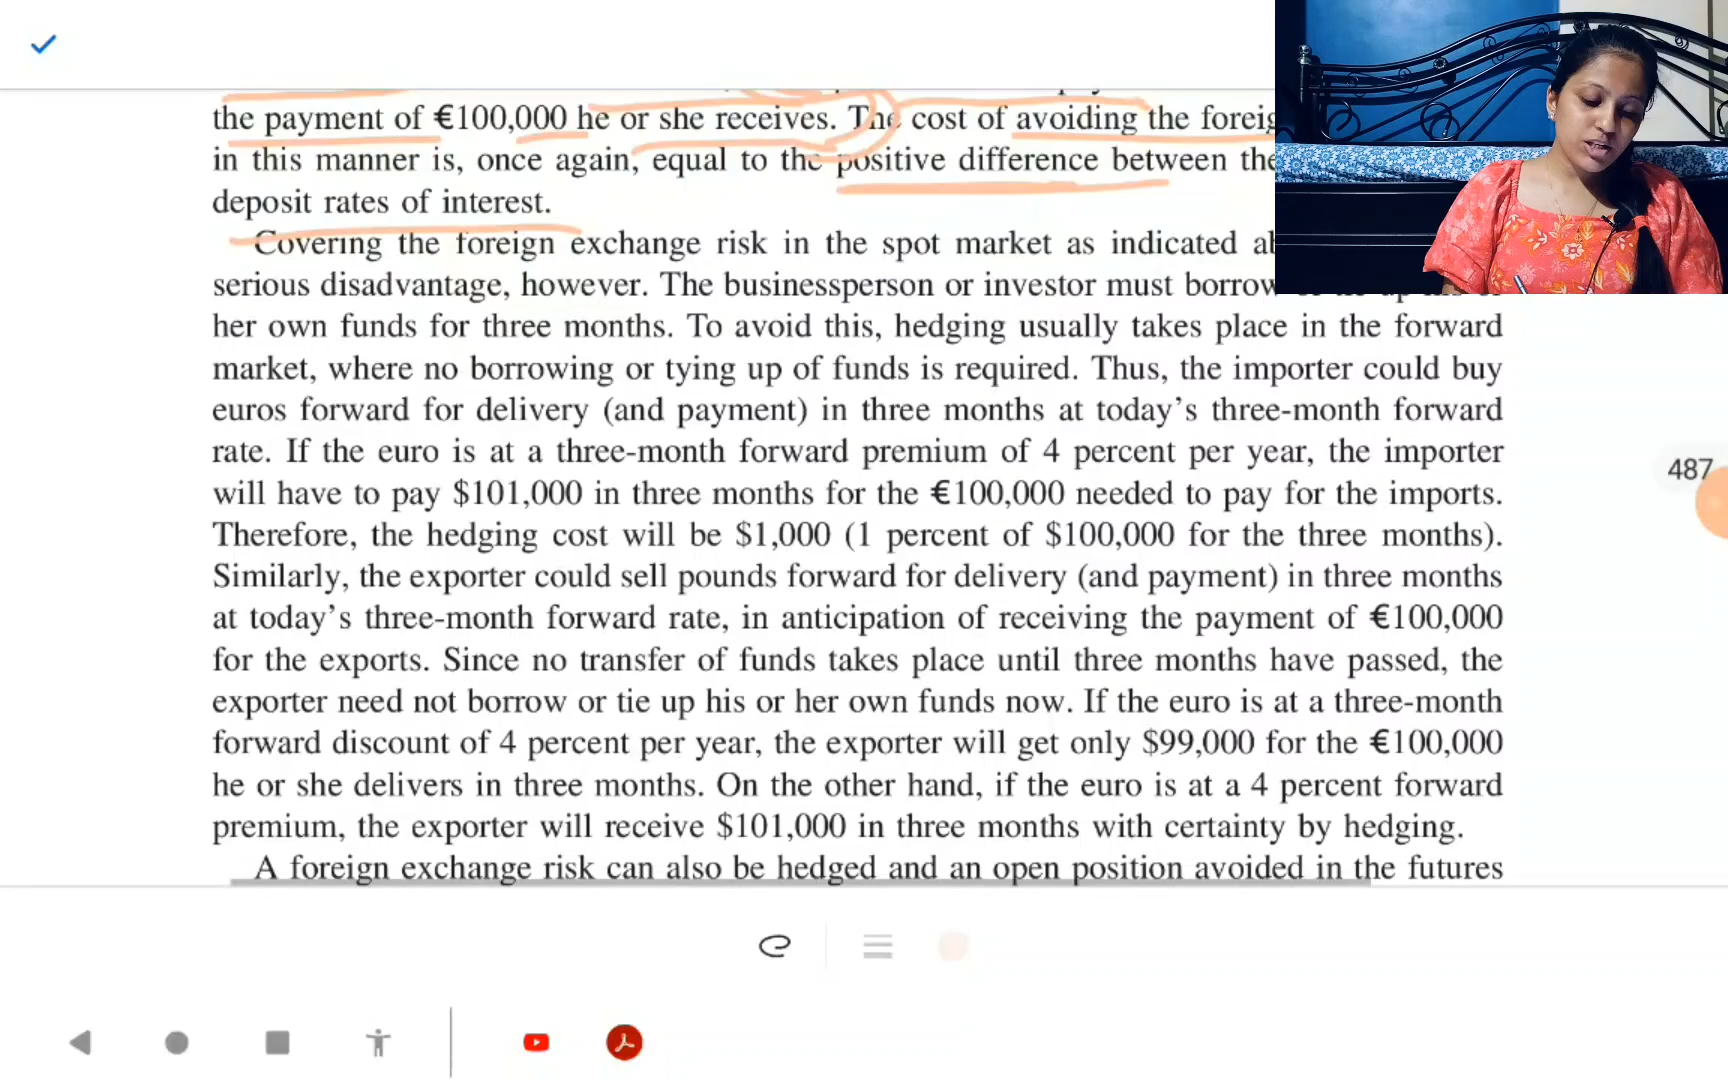 the payment of €100,000 he or she receives. The cost of avoiding the foreig
in this manner is, once again, equal to the positive difference between the
deposit rates of interest.
Covering the foreign exchange risk in the spot market as indicated
serious disadvantage, however. The businessperson or investor must borrow
her own funds for three months. To avoid this, hedging usually takes place in the forward
market, where no borrowing or tying up of funds is required. Thus, the importer could buy
euros forward for delivery (and payment) in three months at today's three-month forward
rate. If the euro is at a three-month forward premium of 4 percent per year, the importer
487
will have to pay $101,000 in three months for the €100,000 needed to pay for the imports.
Therefore, the hedging cost will be $1,000 (1 percent of $100,000 for the three months).
Similarly, the exporter could sell pounds forward for delivery (and payment) in three months
at today's three-month forward rate, in anticipation of receiving the payment of €100,000
for the exports. Since no transfer of funds takes place until three months have passed, the
exporter need not borrow or tie up his or her own funds now. If the euro is at a three-month
forward discount of 4 percent per year, the exporter will get only $99,000 for the €100,000
he or she delivers in three months. On the other hand, if the euro is at a 4 percent forward
premium, the exporter will receive $101,000 in three months with certainty by hedging.
A foreign exchange risk can also be hedged and an open position avoided in the futures